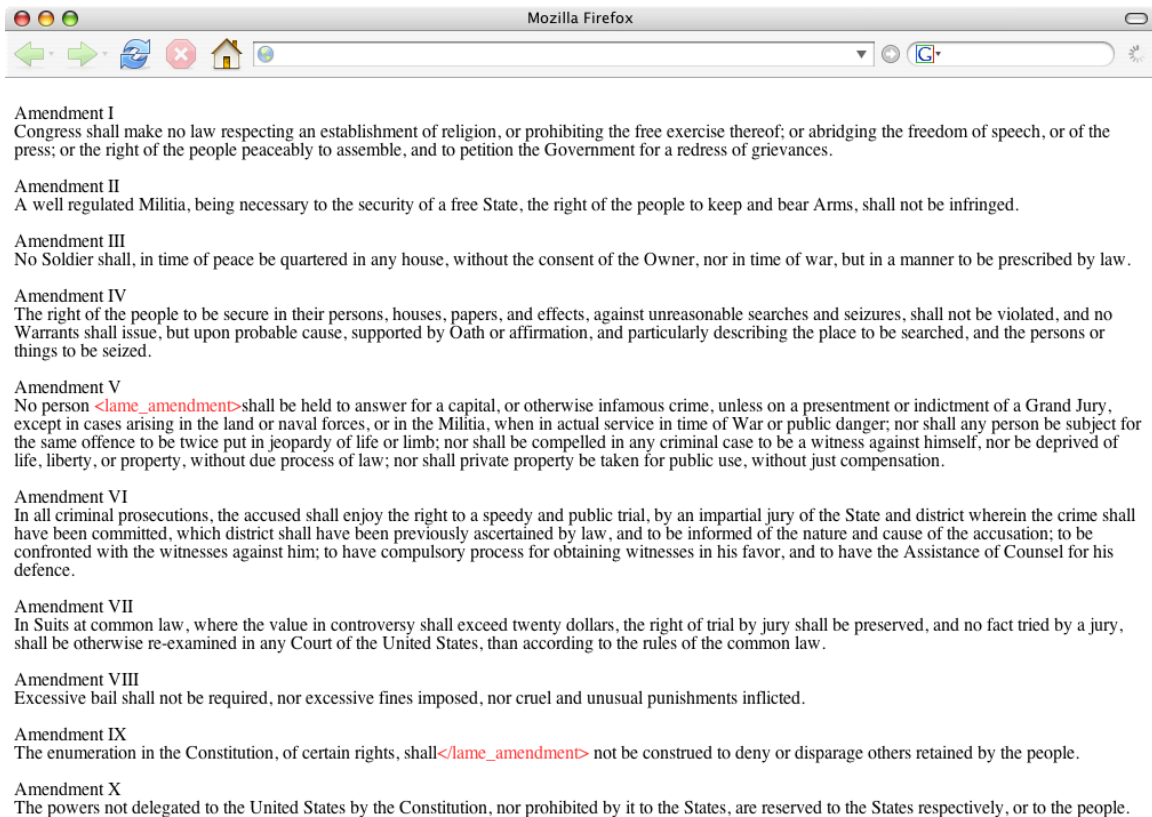 Mozilla Firefox
G
Amendment I
Congress shall make no law respecting an establishment of religion, or prohibiting the free exercise thereof; or abridging the freedom of speech, or of the
press; or the right of the people peaceably to assemble, and to petition the Government for a redress of grievances.
Amendment II
A well regulated Militia, being necessary to the security of a free State, the right of the people to keep and bear Arms, shall not be infringed.
Amendment III
No Soldier shall, in time of peace be quartered in any house, without the consent of the Owner, nor in time of war, but in a manner to be prescribed by law.
Amendment IV
The right of the people to be secure in their persons, houses, papers, and effects, against unreasonable searches and seizures, shall not be violated, and no
Warrants shall issue, but upon probable cause, supported by Oath or affirmation, and particularly describing the place to be searched, and the persons or
things to be seized.
Amendment V
No person <lame_amendment>shall be held to answer for a capital, or otherwise infamous crime, unless on a presentment or indictment of a Grand Jury,
except in cases arising in the land or naval forces, or in the Militia, when in actual service in time of War or public danger; nor shall any person be subject for
the same offence to be twice put in jeopardy of life or limb; nor shall be compelled in any criminal case to be a witness against himself, nor be deprived of
life, liberty, or property, without due process of law; nor shall private property be taken for public use, without just compensation.
Amendment VI
In all criminal prosecutions, the accused shall enjoy the right to a speedy and public trial, by an impartial jury of the State and district wherein the crime shall
have been committed, which district shall have been previously ascertained by law, and to be informed of the nature and cause of the accusation; to be
confronted with the witnesses against him; to have compulsory process for obtaining witnesses in his favor, and to have the Assistance of Counsel for his
defence.
Amendment VII
In Suits at common law, where the value in controversy shall exceed twenty dollars, the right of trial by jury shall be preserved, and no fact tried by a jury,
shall be otherwise re-examined in any Court of the United States, than according to the rules of the common law.
Amendment VIII
Excessive bail shall not be required, nor excessive fines imposed, nor cruel and unusual punishments inflicted.
Amendment IX
The enumeration in the Constitution, of certain rights, shall</lame_amendment> not be construed to deny or disparage others retained by the people.
Amendment X
The powers not delegated to the United States by the Constitution, nor prohibited by it to the States, are reserved to the States respectively, or to the people.